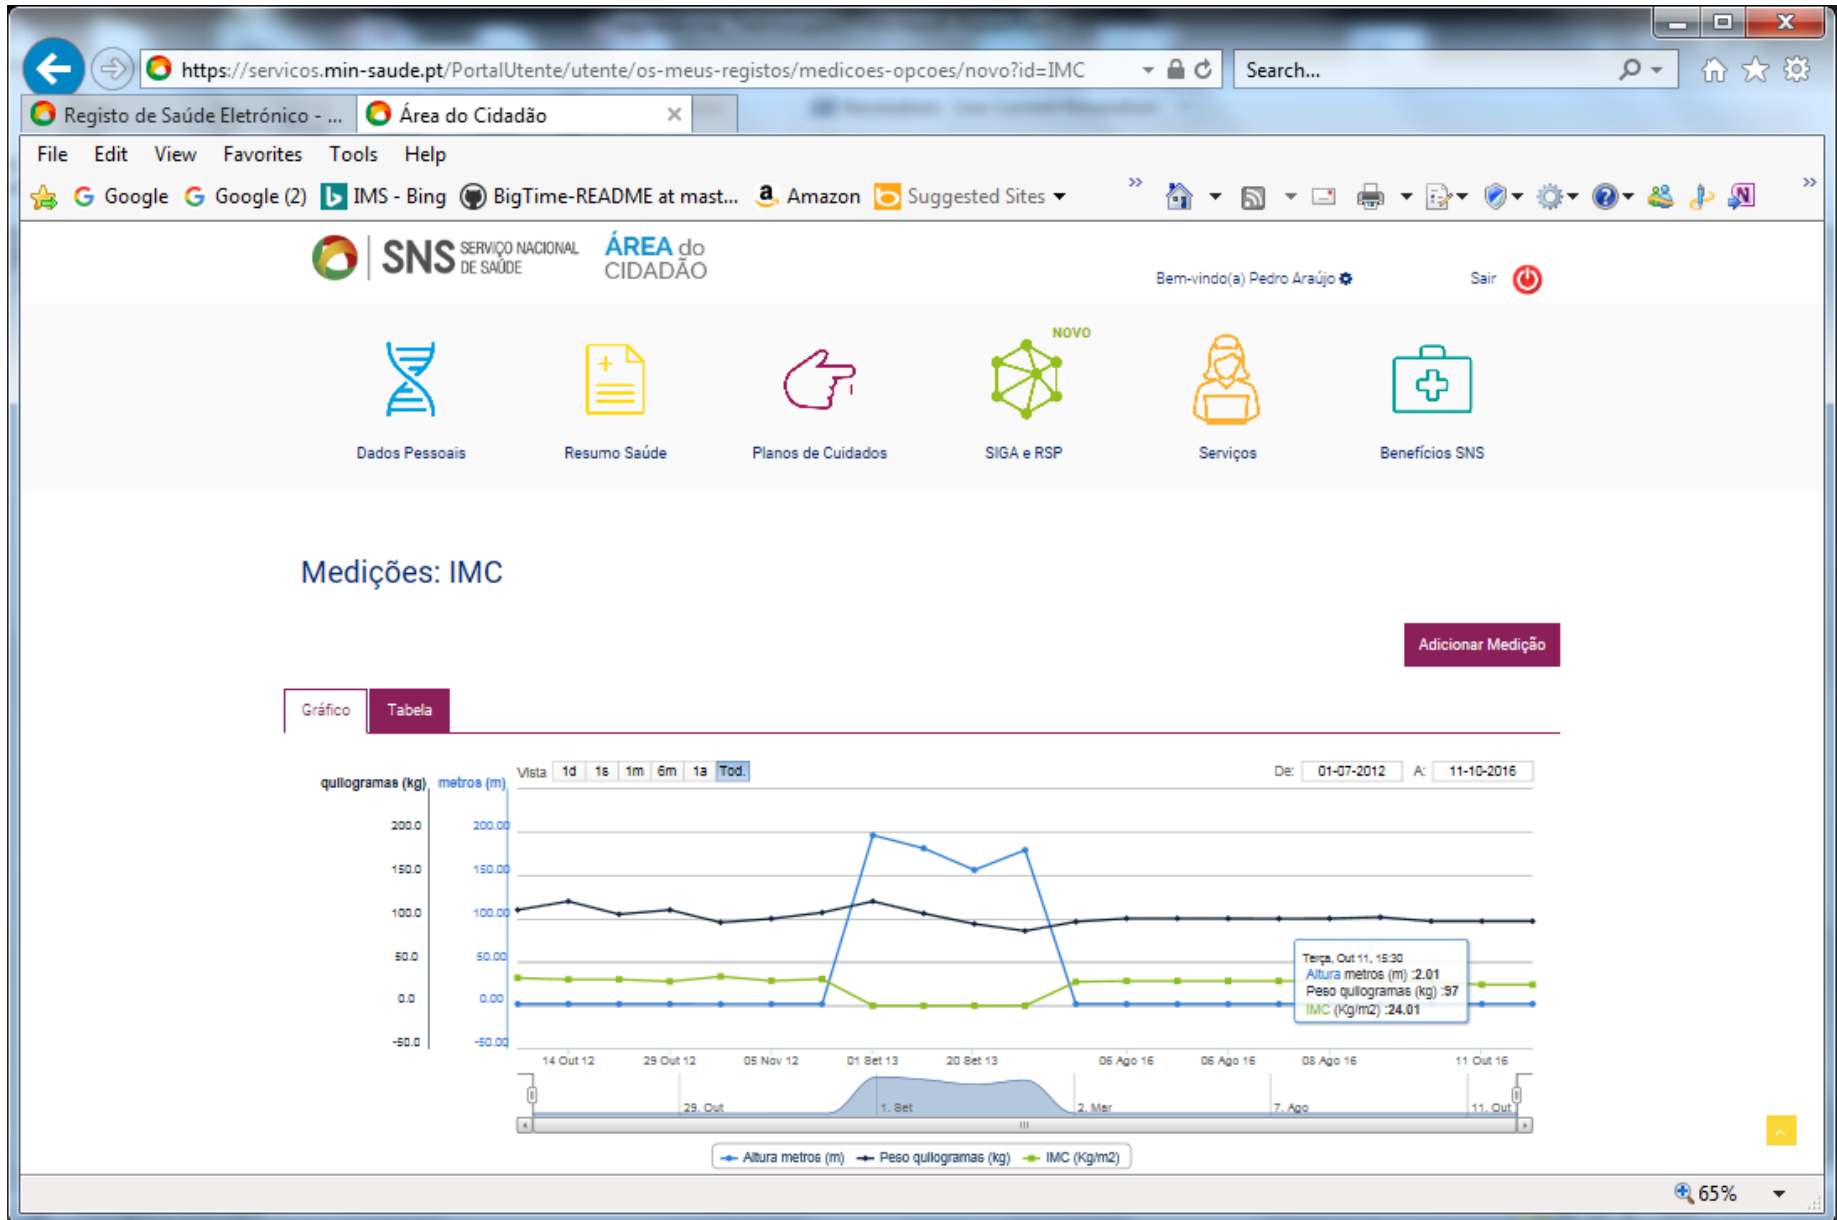 https://servicos.min-saude.pt/PortalUtente/utente/os-meus-registos/medicoes-opcoes/novo?id=IMC
Search...
Registo de Saúde Eletrónico - ...
Área do Cidadão
File Edit View Favorites Tools Help
Google Google (2) IMS - Bing BigTime-README at mast... Amazon Suggested Sites
SNS SERVIÇO NACIONAL DE SAÚDE
ÁREA do CIDADÃO
Bem-vindo(a) Pedro Araújo
Sair
NOVO
Dados Pessoais
Resumo Saúde
Planos de Cuidados
SIGA e RSP
Serviços
Benefícios SNS
Medições: IMC
Adicionar Medição
Gráfico Tabela
Vista 1d 1s 1m 6m 1a Tod.
De: 01-07-2012 A: 11-10-2016
quilogramas (kg) metros (m)
200.0 200.00
150.0 150.00
100.0 100.00
50.0 50.00
0.0 0.00
-50.0 -50.00
Terça, Out 11, 15:30
Altura metros (m) :2.01
Peso quilogramas (kg) :97
IMC (Kg/m2) :24.01
14 Out 12 29 Out 12 05 Nov 12 01 Set 13 20 Set 13 06 Ago 16 06 Ago 16 08 Ago 16 11 Out 16
29. Out 1. Set 2. Mar 7. Ago 11. Out
Altura metros (m) Peso quilogramas (kg) IMC (Kg/m2)
65%